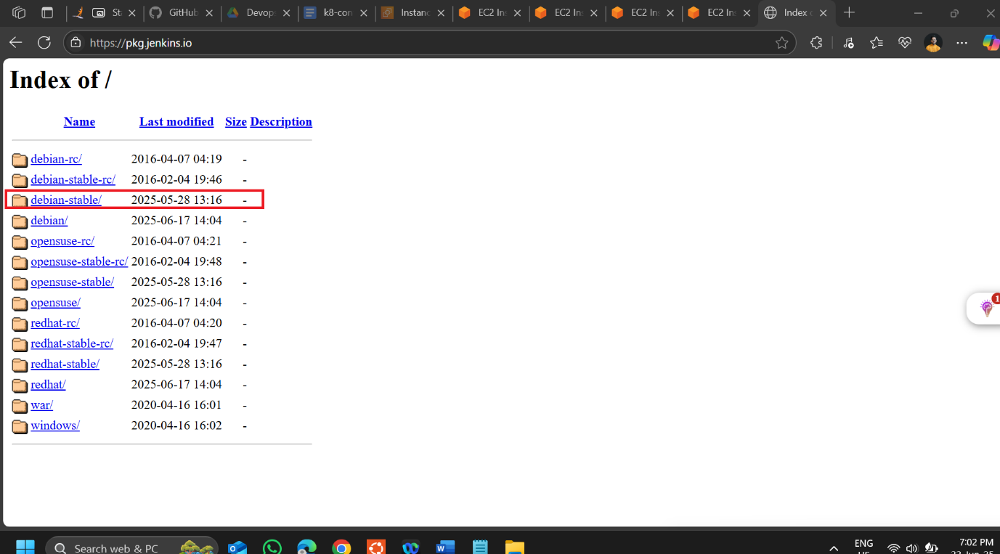 St
GitHub
Devop
k8-con
Instanc
EC2 Ins
EC2 Ins
EC2 Ins
EC2 Ins
Index o
https://pkg.jenkins.io
Index of /
Name Last modified Size Description
debian-rc/ 2016-04-07 04:19 -
debian-stable-rc/ 2016-02-04 19:46 -
debian-stable/ 2025-05-28 13:16 -
debian/ 2025-06-17 14:04 -
opensuse-rc/ 2016-04-07 04:21 -
opensuse-stable-rc/ 2016-02-04 19:48 -
opensuse-stable/ 2025-05-28 13:16 -
opensuse/ 2025-06-17 14:04 -
redhat-rc/ 2016-04-07 04:20 -
redhat-stable-rc/ 2016-02-04 19:47 -
redhat-stable/ 2025-05-28 13:16 -
redhat/ 2025-06-17 14:04 -
war/ 2020-04-16 16:01 -
windows/ 2020-04-16 16:02 -
1
Search web & PC
ENG
7:02 PM